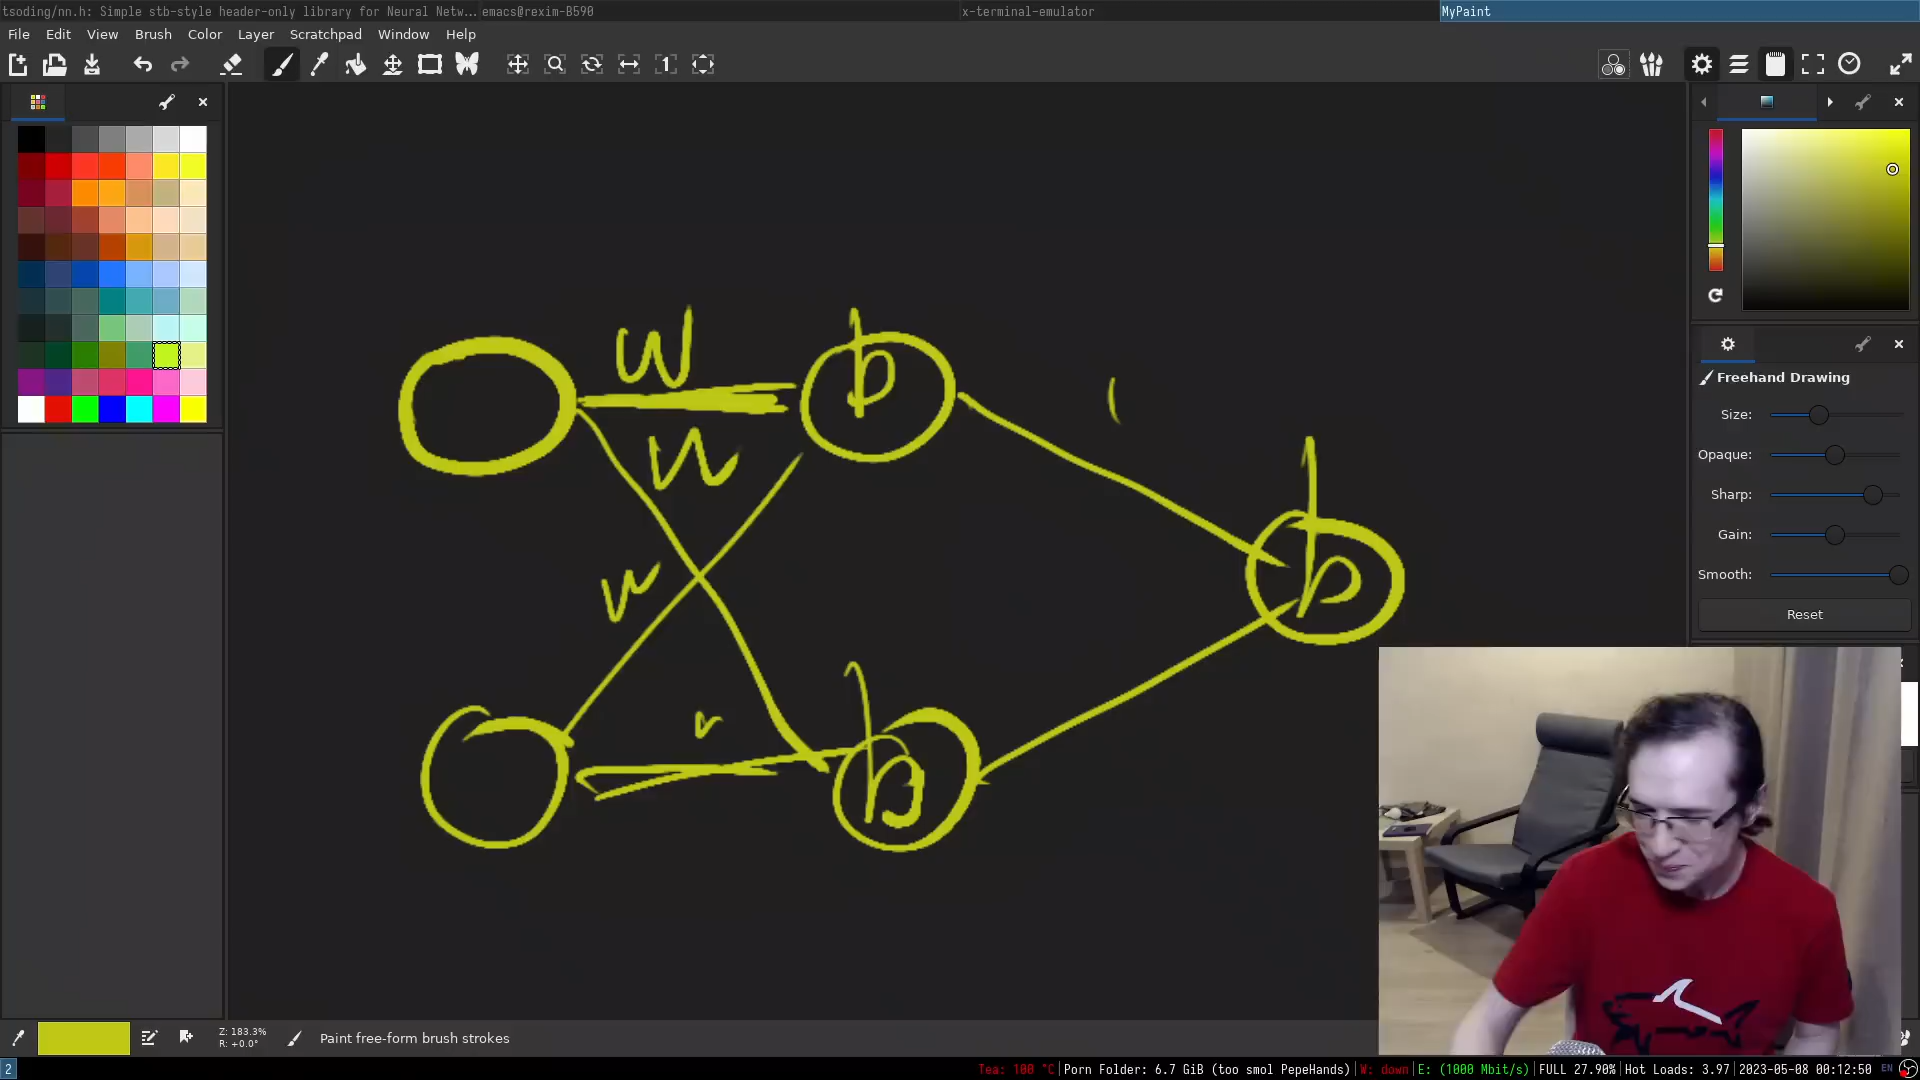 tsoding/nn.h: Simple stb-style header-only library for Neural Netw... emacs@rexim-B590 x-terminal-emulator MyPaint
File Edit View Brush Color Layer Scratchpad Window Help
1
Freehand Drawing
Size:
Opaque:
Sharp:
Gain:
Smooth:
Reset
W b
W
b
W
b
Z: 183.3%
R: +0.0°
Paint free-form brush strokes
2 Tea: 100 °C|Porn Folder: 6.7 GiB (too smol PepeHands)|W: down|E: (1000 Mbit/s)|FULL 27.90%|Hot Loads: 3.97|2023-05-08 00:12:50 EN